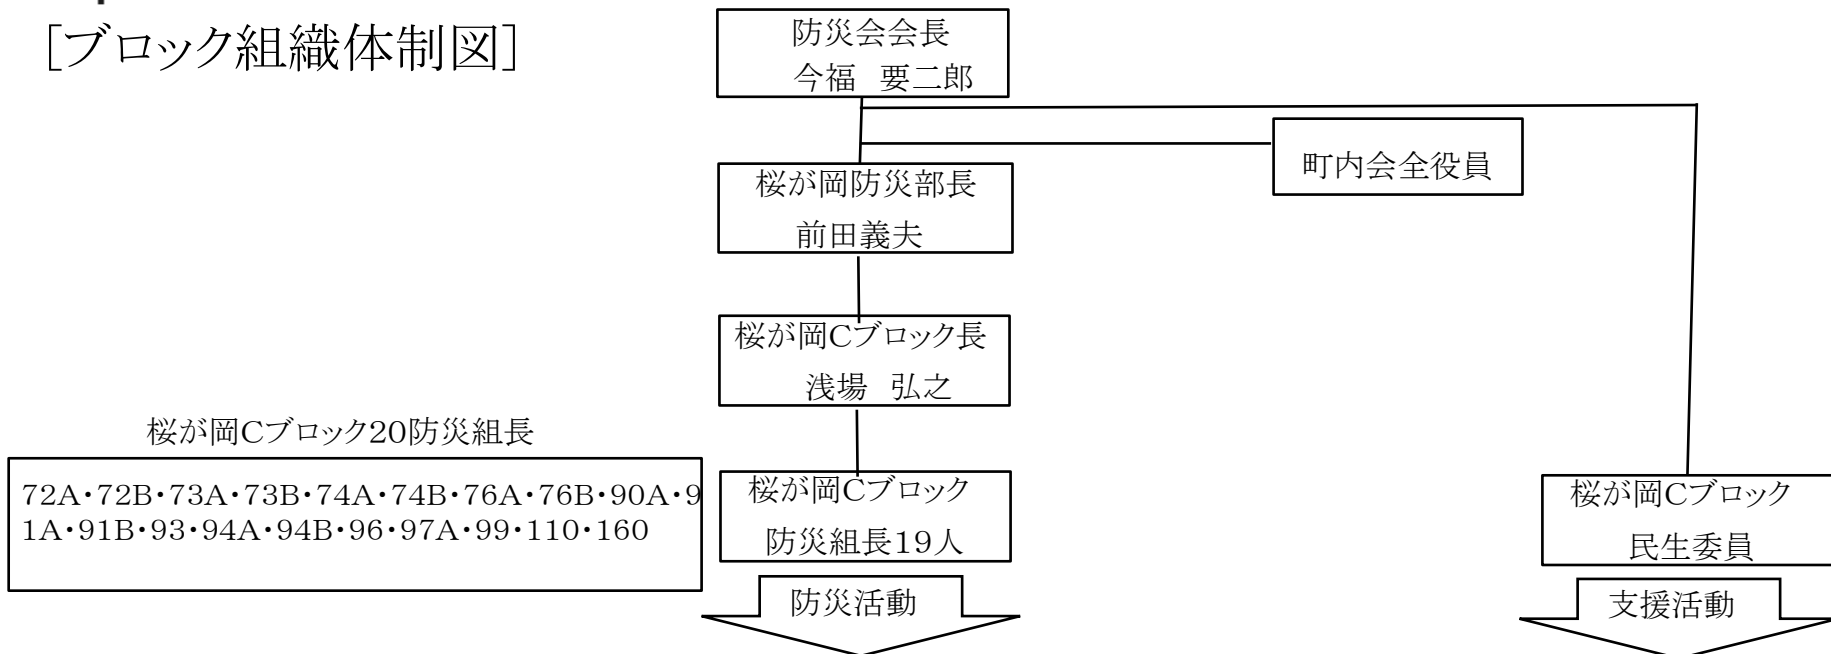 [ブロック組織体制図]
防災会会長
今福 要二郎
町内会全役員
桜が岡防災部長
前田義夫
桜が岡Cブロック長
浅場 弘之
桜が岡Cブロック20防災組長
72A・72B・73A・73B・74A・74B・76A・76B・90A・9
1A・91B・93・94A・94B・96・97A・99・110・160
桜が岡Cブロック
防災組長19人
防災活動
桜が岡Cブロック
民生委員
支援活動